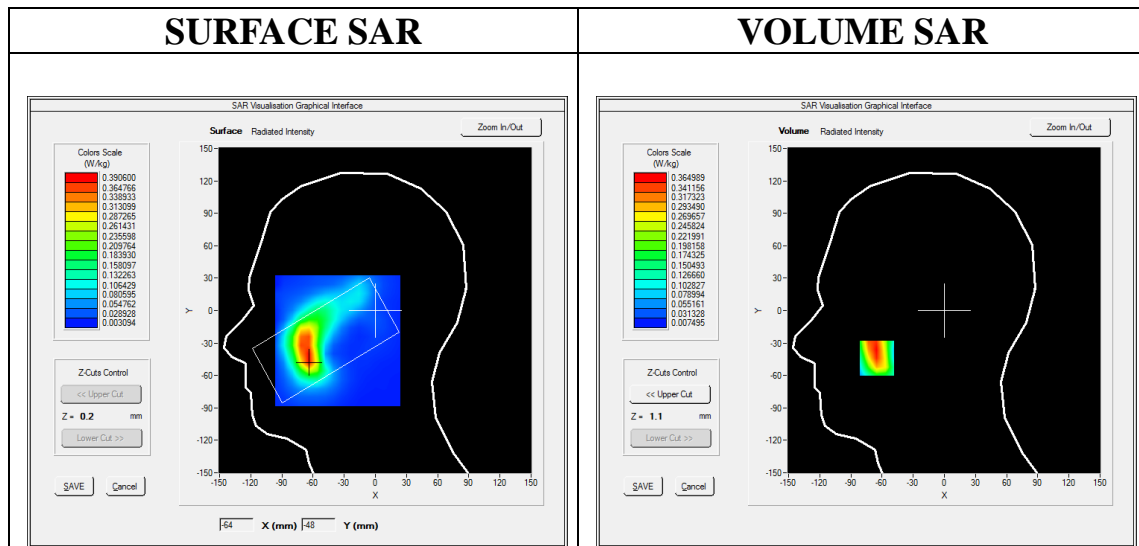 SURFACE SAR
VOLUME SAR
SAR Visualisation Graphical Interface
Surface Radiated Intensity
Zoom In/Out
Colors Scale
(W/kg)
0.390600
0.364766
0.338933
0.313099
0.287265
0.261431
0.235598
0.209764
0.183930
0.158097
0.132263
0.106429
0.080595
0.054762
0.028928
0.003094
Z-Cuts Control
<< Upper Cut
Z = 0.2 mm
Lower Cut >>
SAVE Cancel
150
120
90
60
30
0
-30
-60
-90
-120
-150
Y
-150 -120 -90 -60 -30 0 30 60 90 120 150
X
-64 X (mm) -48 Y (mm)
SAR Visualisation Graphical Interface
Volume Radiated Intensity
Zoom In/Out
Colors Scale
(W/kg)
0.364989
0.341156
0.317323
0.293490
0.269657
0.245824
0.221991
0.198158
0.174325
0.150493
0.126660
0.102827
0.078994
0.055161
0.031328
0.007495
Z-Cuts Control
<< Upper Cut
Z = 1.1 mm
Lower Cut >>
SAVE Cancel
150
120
90
60
30
0
-30
-60
-90
-120
-150
Y
-150 -120 -90 -60 -30 0 30 60 90 120 150
X